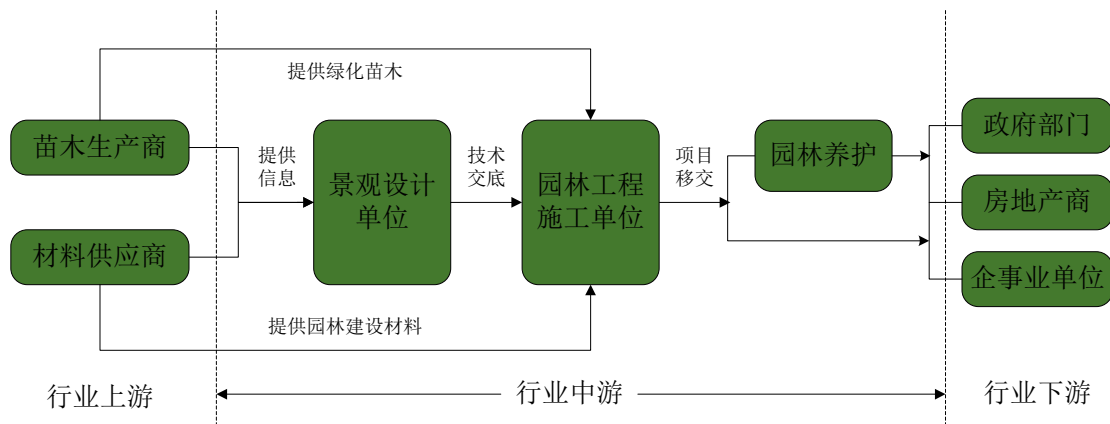 提供绿化苗木
苗木生产商
材料供应商
提供
信息
景观设计
单位
技术
交底
园林工程
施工单位
项目
移交
园林养护
政府部门
房地产商
企事业单位
提供园林建设材料
行业上游
行业中游
行业下游